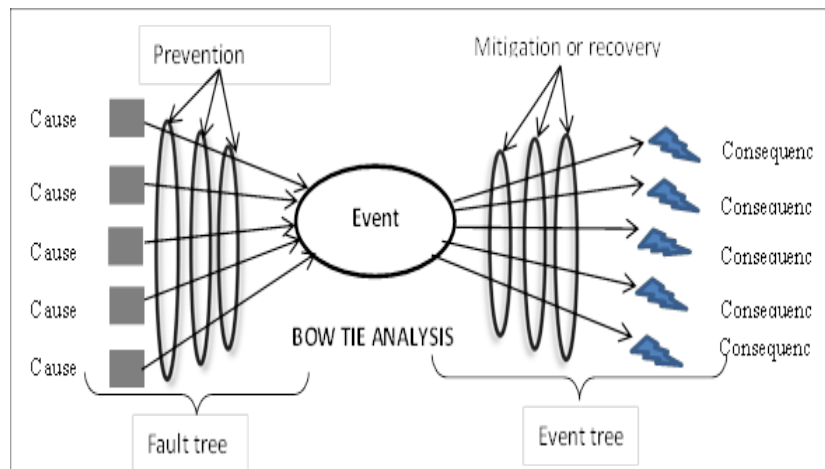 Prevention
Mitigation or recovery
Cause
Cause
Cause
Cause
Cause
Event
Consequenc
Consequenc
Consequenc
Consequenc
Consequenc
BOW TIE ANALYSIS
Fault tree
Event tree